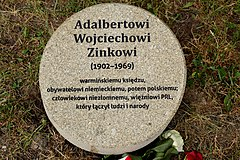 Adalbertowi
Wojciechowi
Zinkowi
(1902–1969)
warmińskiemu księdzu,
obywatelowi niemieckiemu, potem polskiemu;
człowiekowi niezłomnemu, więźniowi PRL,
który łączył ludzi i narody